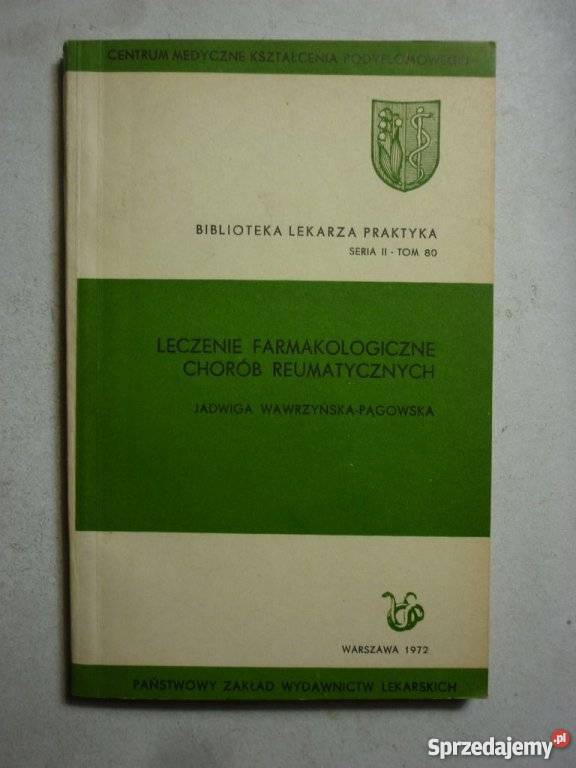 CENTRUM MEDYCZNE KSZTAŁCENIA PODYPLOMOWEGO
BIBLIOTEKA LEKARZA PRAKTYKA
SERIA II - TOM 80
LECZENIE FARMAKOLOGICZNE
CHORÓB REUMATYCZNYCH
JADWIGA WAWRZYŃSKA-PĄGOWSKA
WARSZAWA 1972
PAŃSTWOWY ZAKŁAD WYDAWNICTW LEKARSKICH
Sprzedajemy.pl